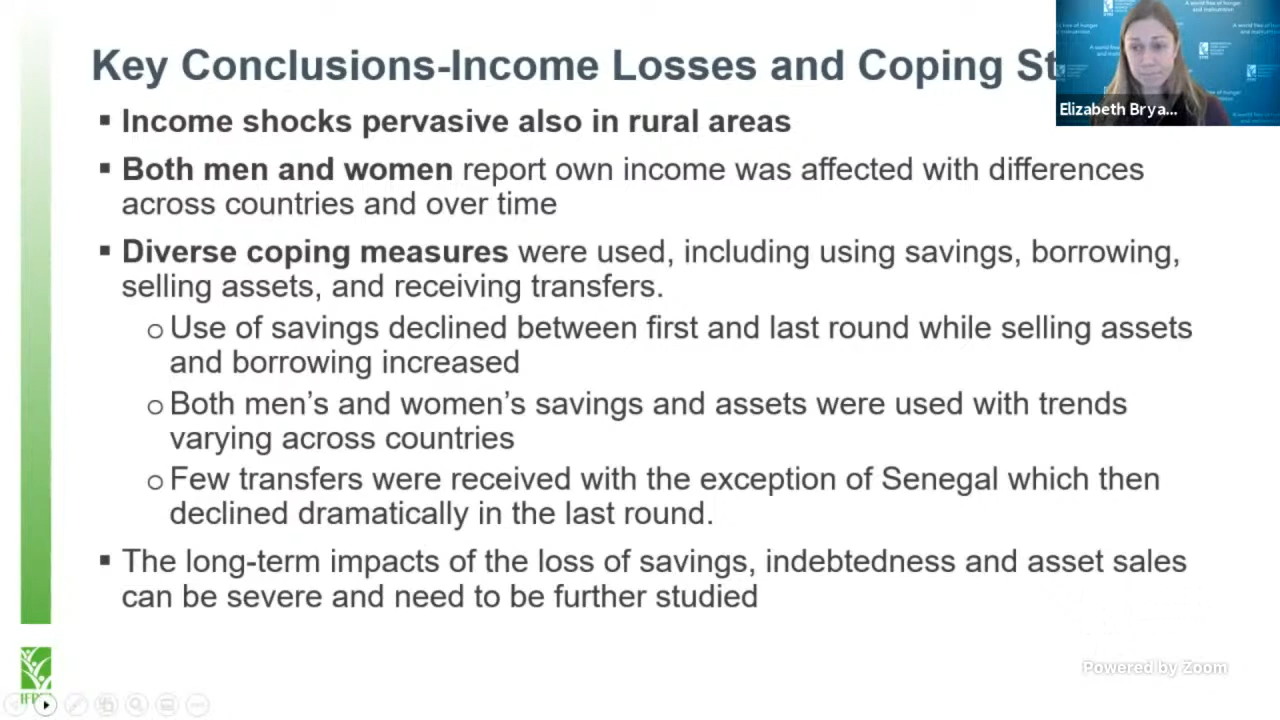 Key Conclusions-Income Losses and Coping St
▪ Income shocks pervasive also in rural areas
▪ Both men and women report own income was affected with differences
across countries and over time
▪ Diverse coping measures were used, including using savings, borrowing,
selling assets, and receiving transfers.
o Use of savings declined between first and last round while selling assets
and borrowing increased
o Both men’s and women’s savings and assets were used with trends
varying across countries
o Few transfers were received with the exception of Senegal which then
declined dramatically in the last round.
▪ The long-term impacts of the loss of savings, indebtedness and asset sales
can be severe and need to be further studied
Elizabeth Brya...
A world free of hunger
and malnutrition
Powered by Zoom